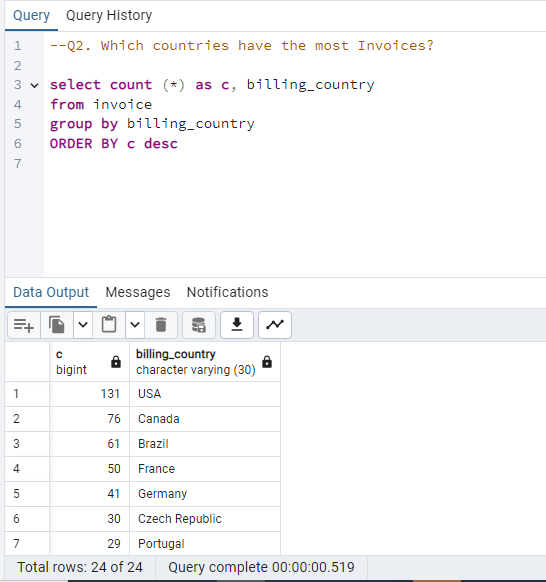 Query Query History
1 --Q2. Which countries have the most Invoices?
2
3 select count (*) as c, billing_country
4 from invoice
5 group by billing_country
6 ORDER BY c desc
7
Data Output Messages Notifications
c billing_country
bigint character varying (30)
1 131 USA
2 76 Canada
3 61 Brazil
4 50 France
5 41 Germany
6 30 Czech Republic
7 29 Portugal
Total rows: 24 of 24 Query complete 00:00:00.519